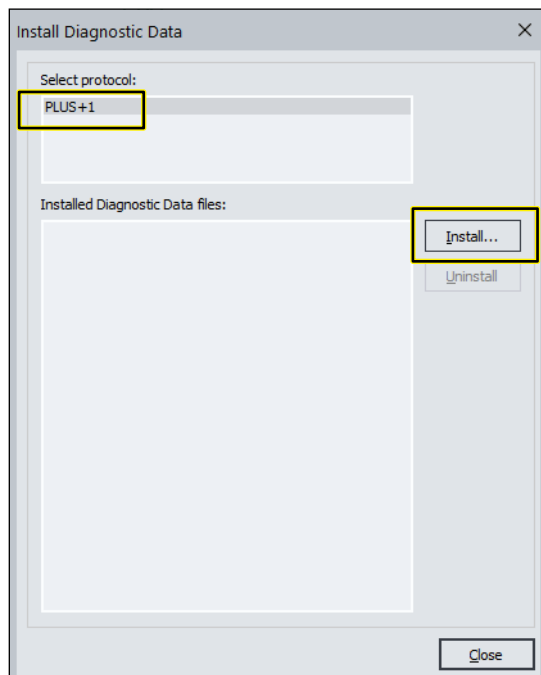 Install Diagnostic Data
Select protocol:
PLUS+1
Installed Diagnostic Data files:
Install...
Uninstall
Close